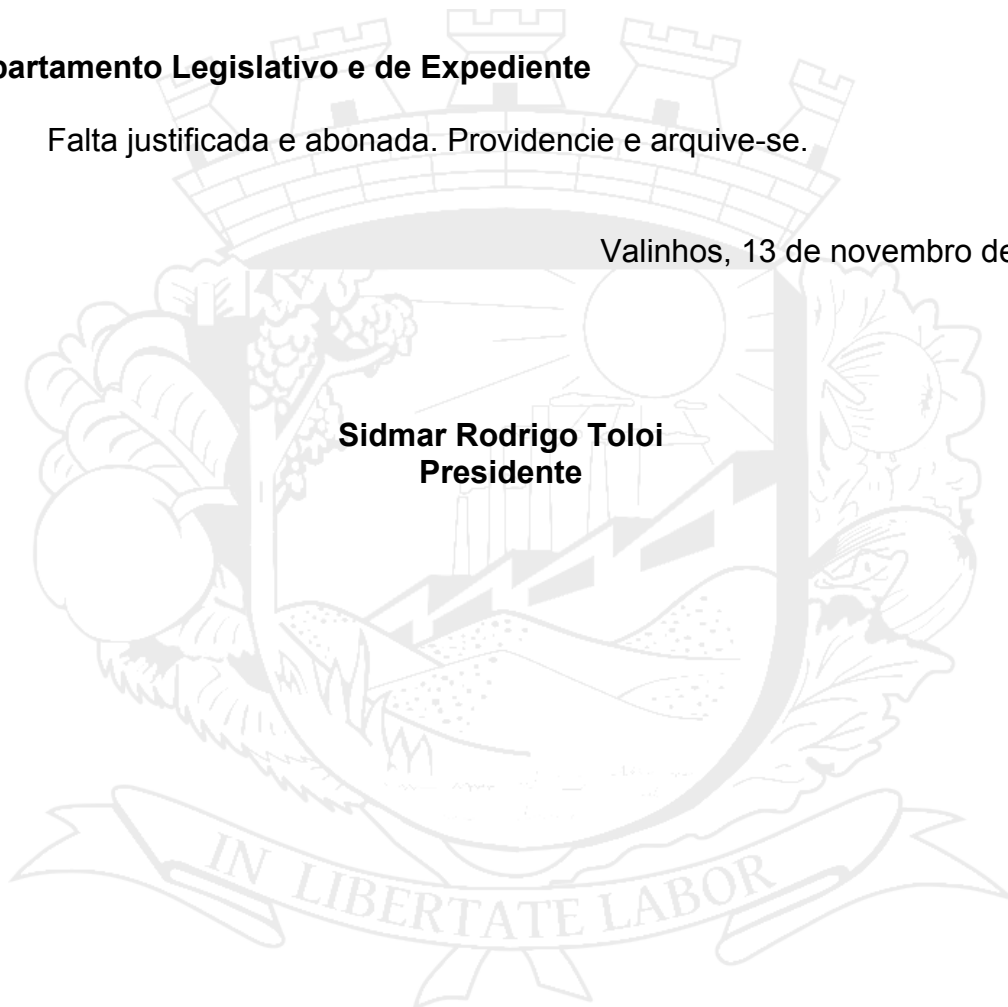 partamento Legislativo e de Expediente
Falta justificada e abonada. Providencie e arquive-se.
Valinhos, 13 de novembro de
Sidmar Rodrigo Toloi
Presidente
IN LIBERTATE LABOR